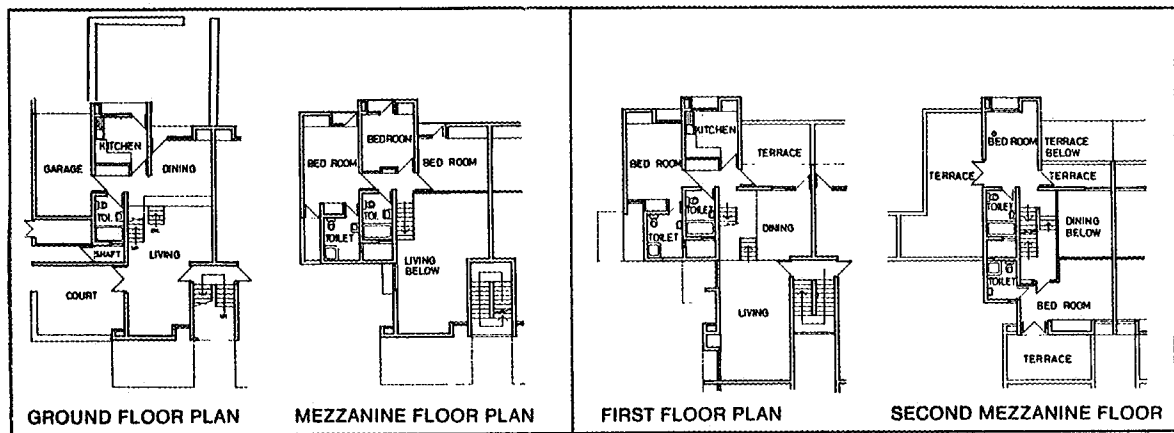 KITCHEN
GARAGE
DINING
TOI.
SHAFT
LIVING
COURT
GROUND FLOOR PLAN
BEDROOM
BED ROOM
BED ROOM
TOI.
TOILET
LIVING
BELOW
MEZZANINE FLOOR PLAN
KITCHEN
BED ROOM
TERRACE
TOILET
TOILET
DINING
LIVING
FIRST FLOOR PLAN
BED ROOM
TERRACE
BELOW
TERRACE
TERRACE
TOILET
DINING
BELOW
TOILET
BED ROOM
TERRACE
SECOND MEZZANINE FLOOR